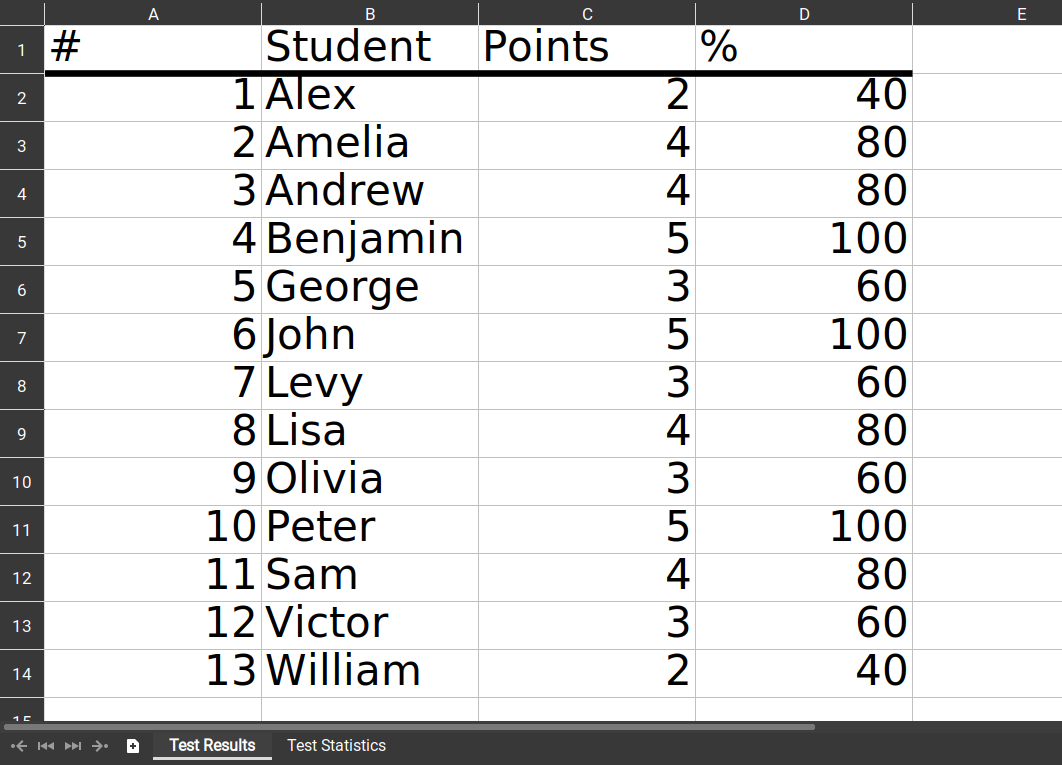 A B C D E
1 # Student Points %
2 1 Alex 2 40
3 2 Amelia 4 80
4 3 Andrew 4 80
5 4 Benjamin 5 100
6 5 George 3 60
7 6 John 5 100
8 7 Levy 3 60
9 8 Lisa 4 80
10 9 Olivia 3 60
11 10 Peter 5 100
12 11 Sam 4 80
13 12 Victor 3 60
14 13 William 2 40
15
Test Results Test Statistics